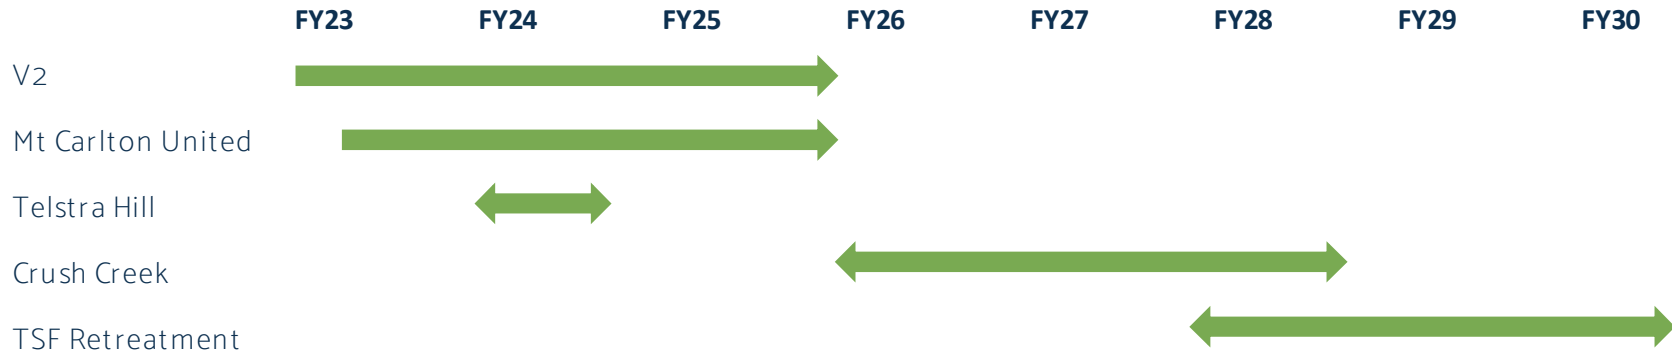 FY23 FY24 FY25 FY26 FY27 FY28 FY29 FY30
V2
Mt Carlton United
Telstra Hill
Crush Creek
TSF Retreatment